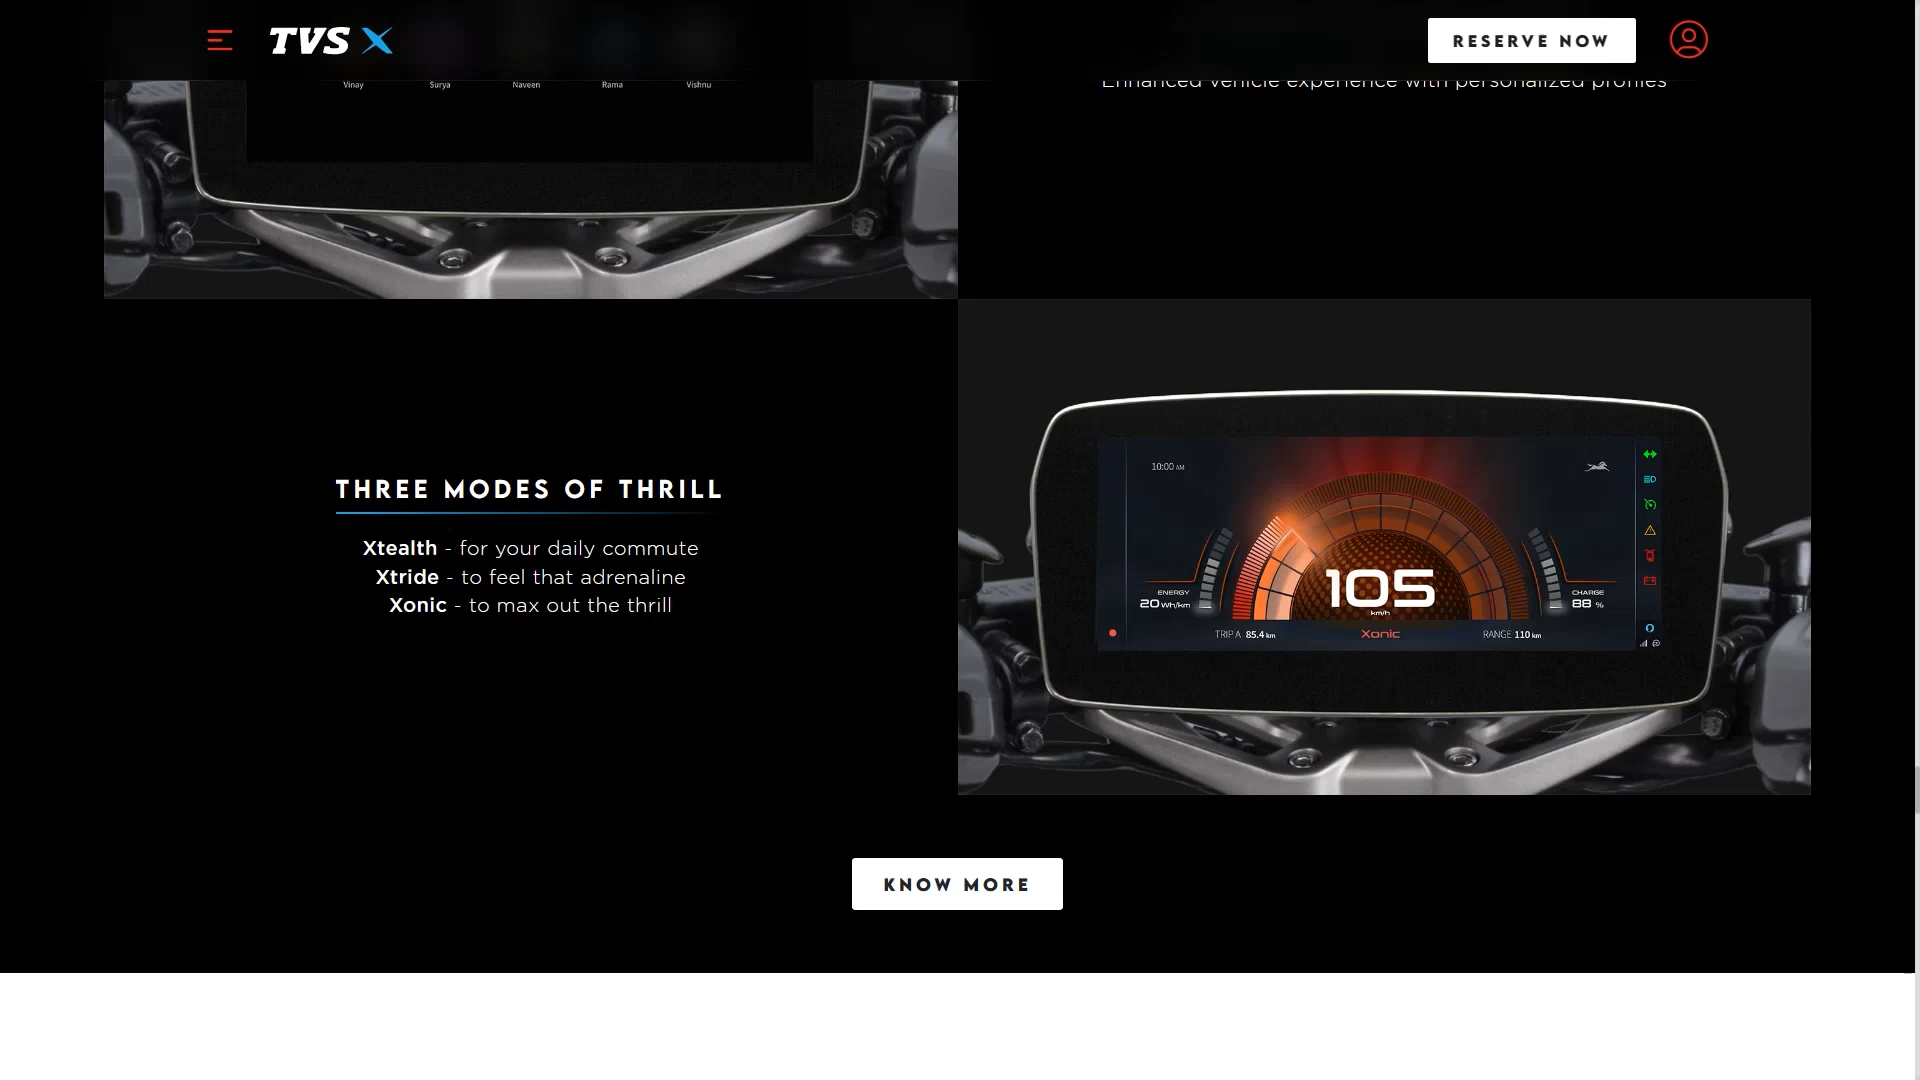 TVS X
RESERVE NOW
Vinay Surya Naveen Rama Vishnu
Enhanced vehicle experience with personalized profiles
THREE MODES OF THRILL
Xtealth - for your daily commute
Xtride - to feel that adrenaline
Xonic - to max out the thrill
10:00 AM
105
km/h
ENERGY
20 Wh/km
CHARGE
88 %
TRIP A 85.4 km
Xonic
RANGE 110 km
KNOW MORE